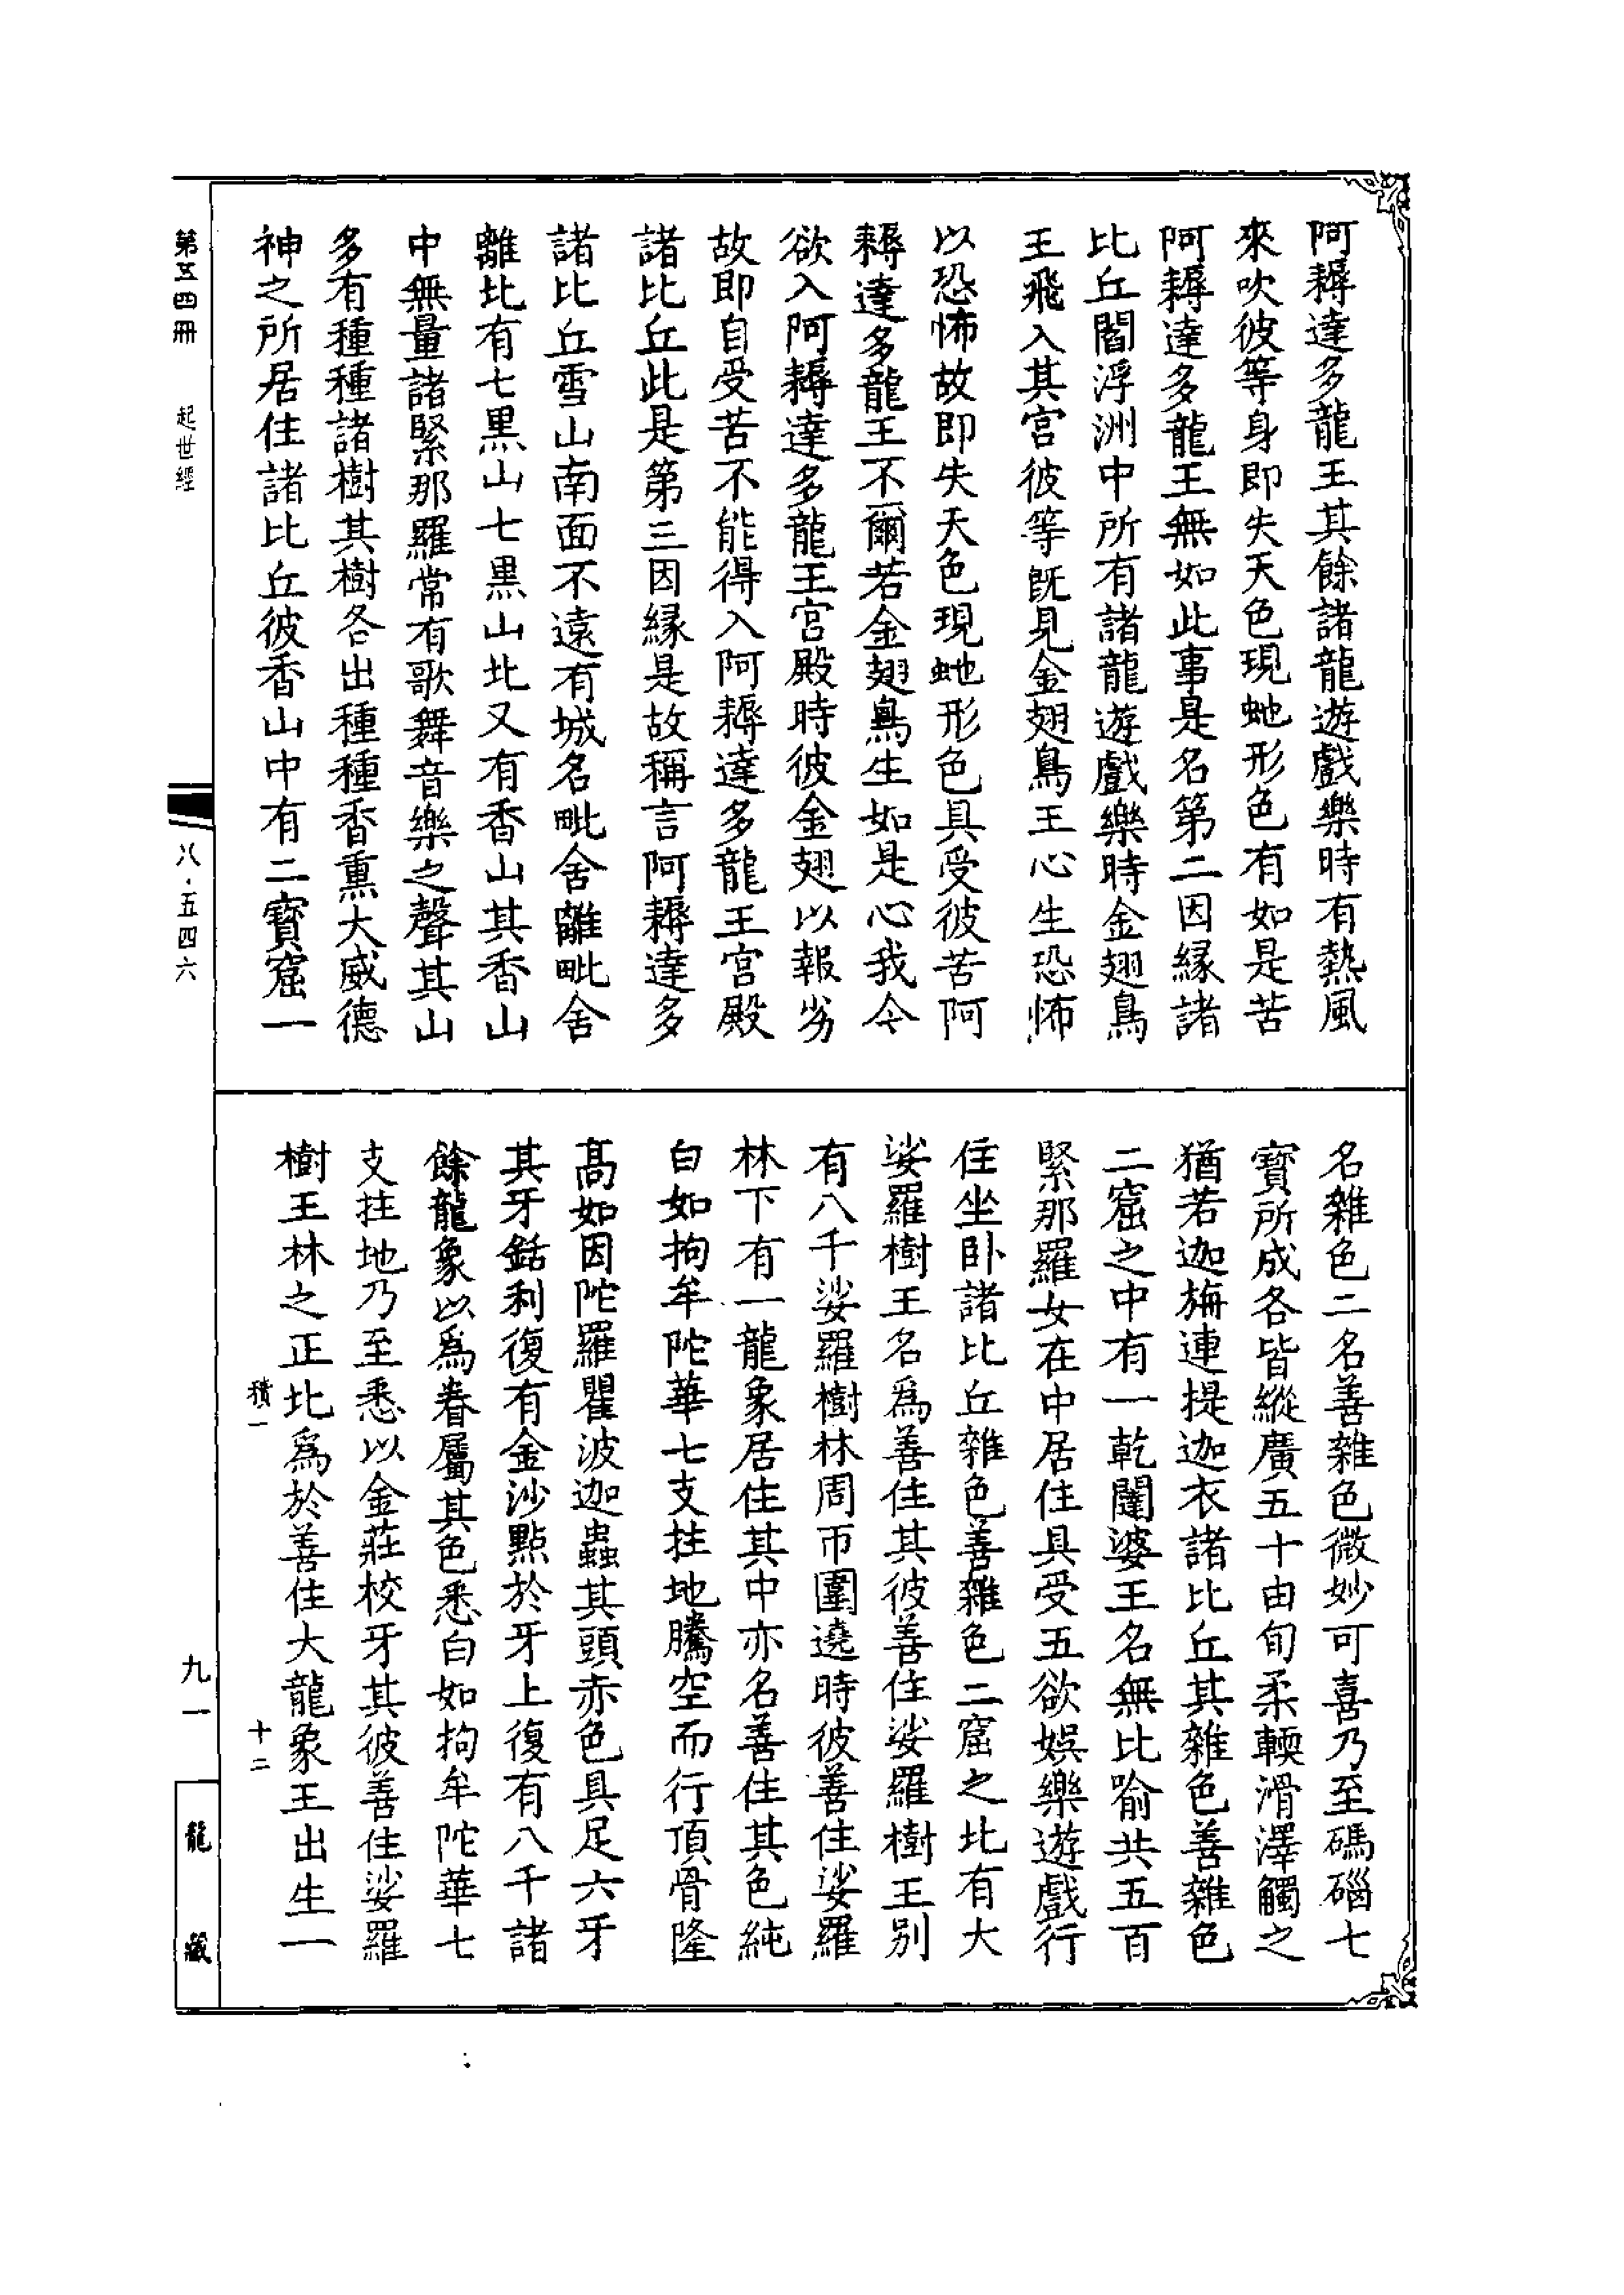 阿耨達多龍王其餘諸龍遊戲樂時有熱風
來吹彼等身即失天色現虵形色有如是苦
阿耨達多龍王無如此事是名第二因緣諸
比丘閻浮洲中所有諸龍遊戲樂時金翅鳥
王飛入其宮彼等旣見金翅鳥王心生恐怖
以恐怖故即失天色現虵形色具受彼苦阿
耨達多龍王不爾若金翅鳥生如是心我今
欲入阿耨達多龍王宮殿時彼金翅以報劣
故即自受苦不能得入阿耨達多龍王宮殿
諸比丘此是第三因緣是故稱言阿耨達多
諸比丘雪山南面不遠有城名毗舍離毗舍
離北有七黑山七黑山北又有香山其香山
中無量諸緊那羅常有歌舞音樂之聲其山
多有種種諸樹其樹各出種種香熏大威德
神之所居住諸比丘彼香山中有二寶窟一
名雜色二名善雜色微妙可喜乃至碼碯七
寶所成各皆縱廣五十由旬柔輭滑澤觸之
猶若迦旃連提迦衣諸比丘其雜色善雜色
二窟之中有一乾闥婆王名無比喻共五百
緊那羅女在中居住具受五欲娛樂遊戲行
住坐卧諸比丘雜色善雜色二窟之北有大
娑羅樹王名爲善住其彼善住娑羅樹王別
有八千娑羅樹林周帀圍遶時彼善住娑羅
林下有一龍象居住其中亦名善住其色純
白如拘牟陀華七支拄地騰空而行頂骨隆
高如因陀羅瞿波迦蟲其頭赤色具足六牙
其牙銛利復有金沙點於牙上復有八千諸
餘龍象以爲眷屬其色悉白如拘牟陀華七
支拄地乃至悉以金莊校牙其彼善住娑羅
樹王林之正北爲於善住大龍象王出生一
積一
十二
第五四冊
起世經
八·五四六
九一
龍藏